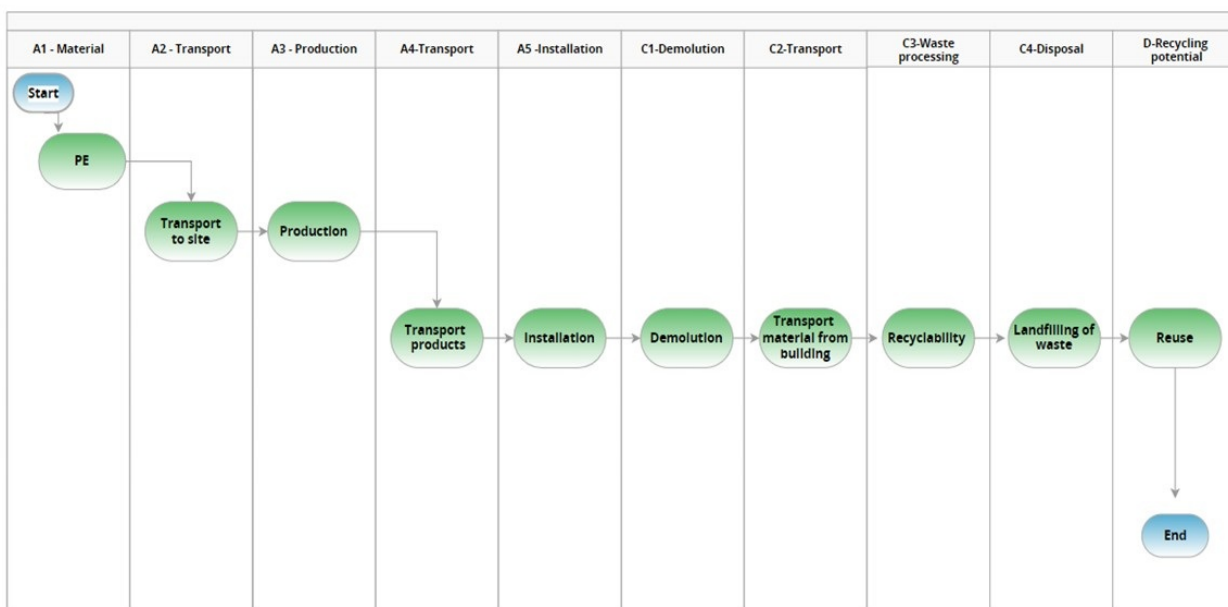 A1 - Material
A2 - Transport
A3 - Production
A4-Transport
A5 -Installation
C1-Demolution
C2-Transport
C3-Waste
processing
C4-Disposal
D-Recycling
potential
Start
PE
Transport
to site
Production
Transport
products
Installation
Demolution
Transport
material from
building
Recyclability
Landfilling of
waste
Reuse
End